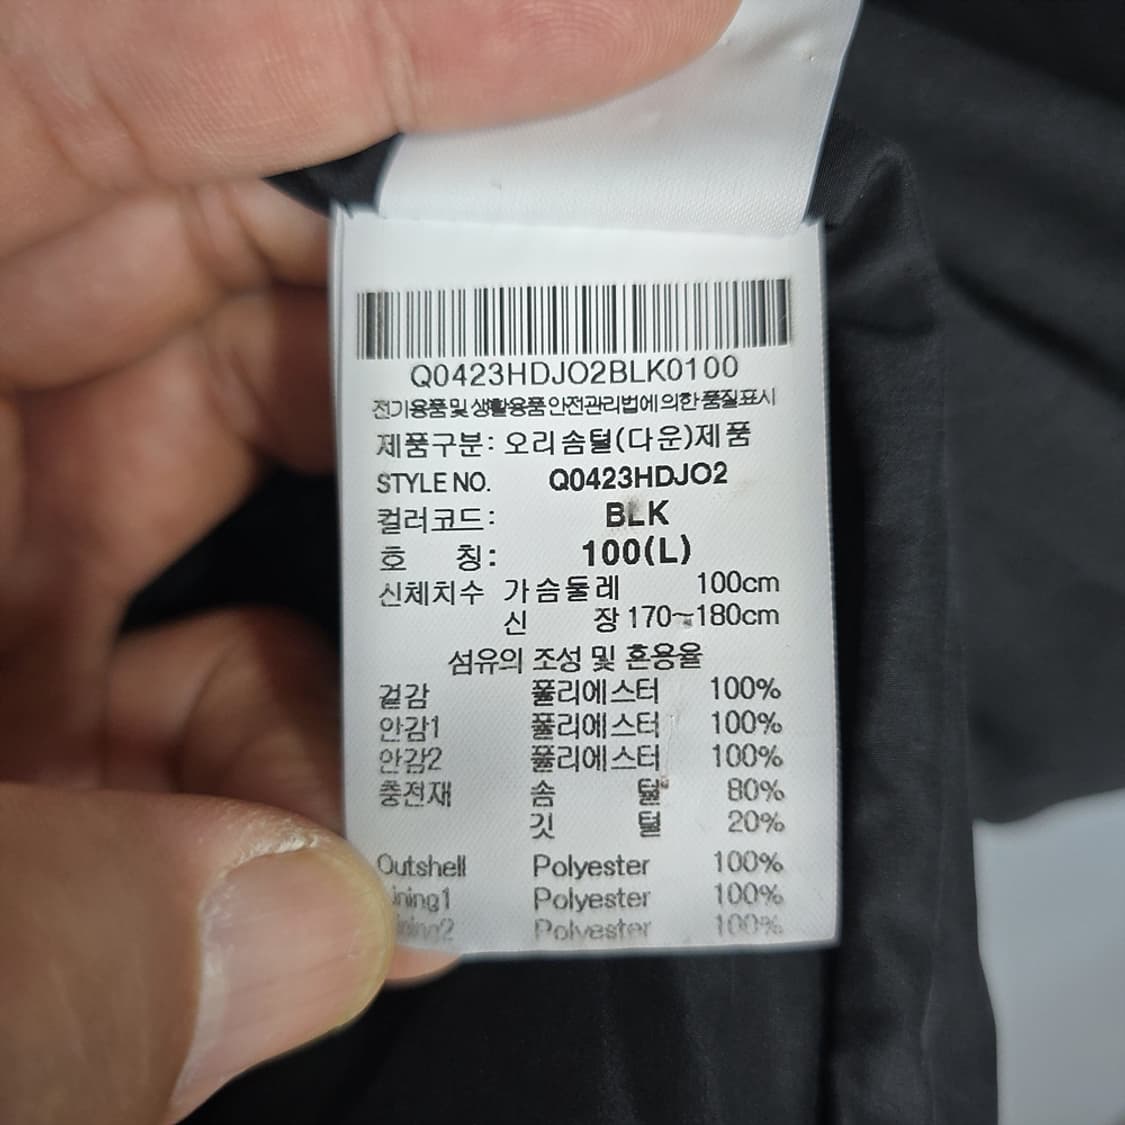 Q0423HDJO2BLK0100
전기용품 및 생활용품 안전관리법에 의한 품질표시
제품구분: 오리솜털(다운)제품
STYLE NO. Q0423HDJO2
컬러코드: BLK
호 칭: 100(L)
신체치수 가슴둘레 100cm
신 장 170~180cm
섬유의 조성 및 혼용율
겉감 폴리에스터 100%
안감1 폴리에스터 100%
안감2 폴리에스터 100%
충전재 솜 털 80%
깃 털 20%
Outshell Polyester 100%
ining1 Polyester 100%
ining2 Polyester 100%